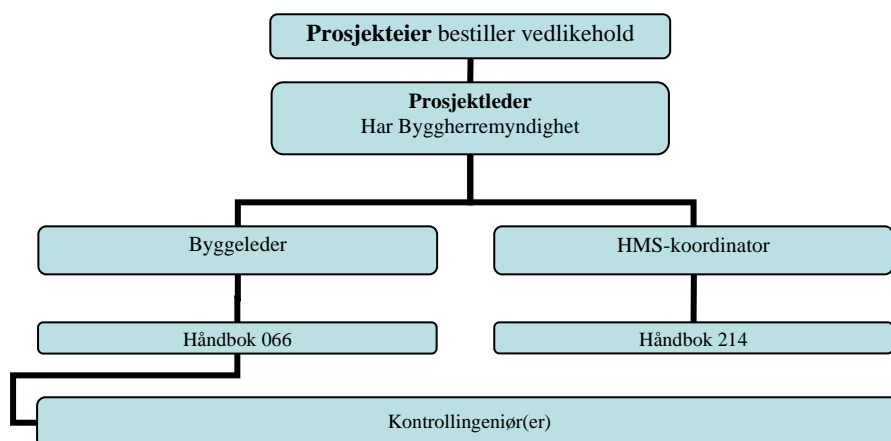 Prosjekteier bestiller vedlikehold
Prosjektleder
Har Byggherremyndighet
Byggeleder
HMS-koordinator
Håndbok 066
Håndbok 214
Kontrollingeniør(er)